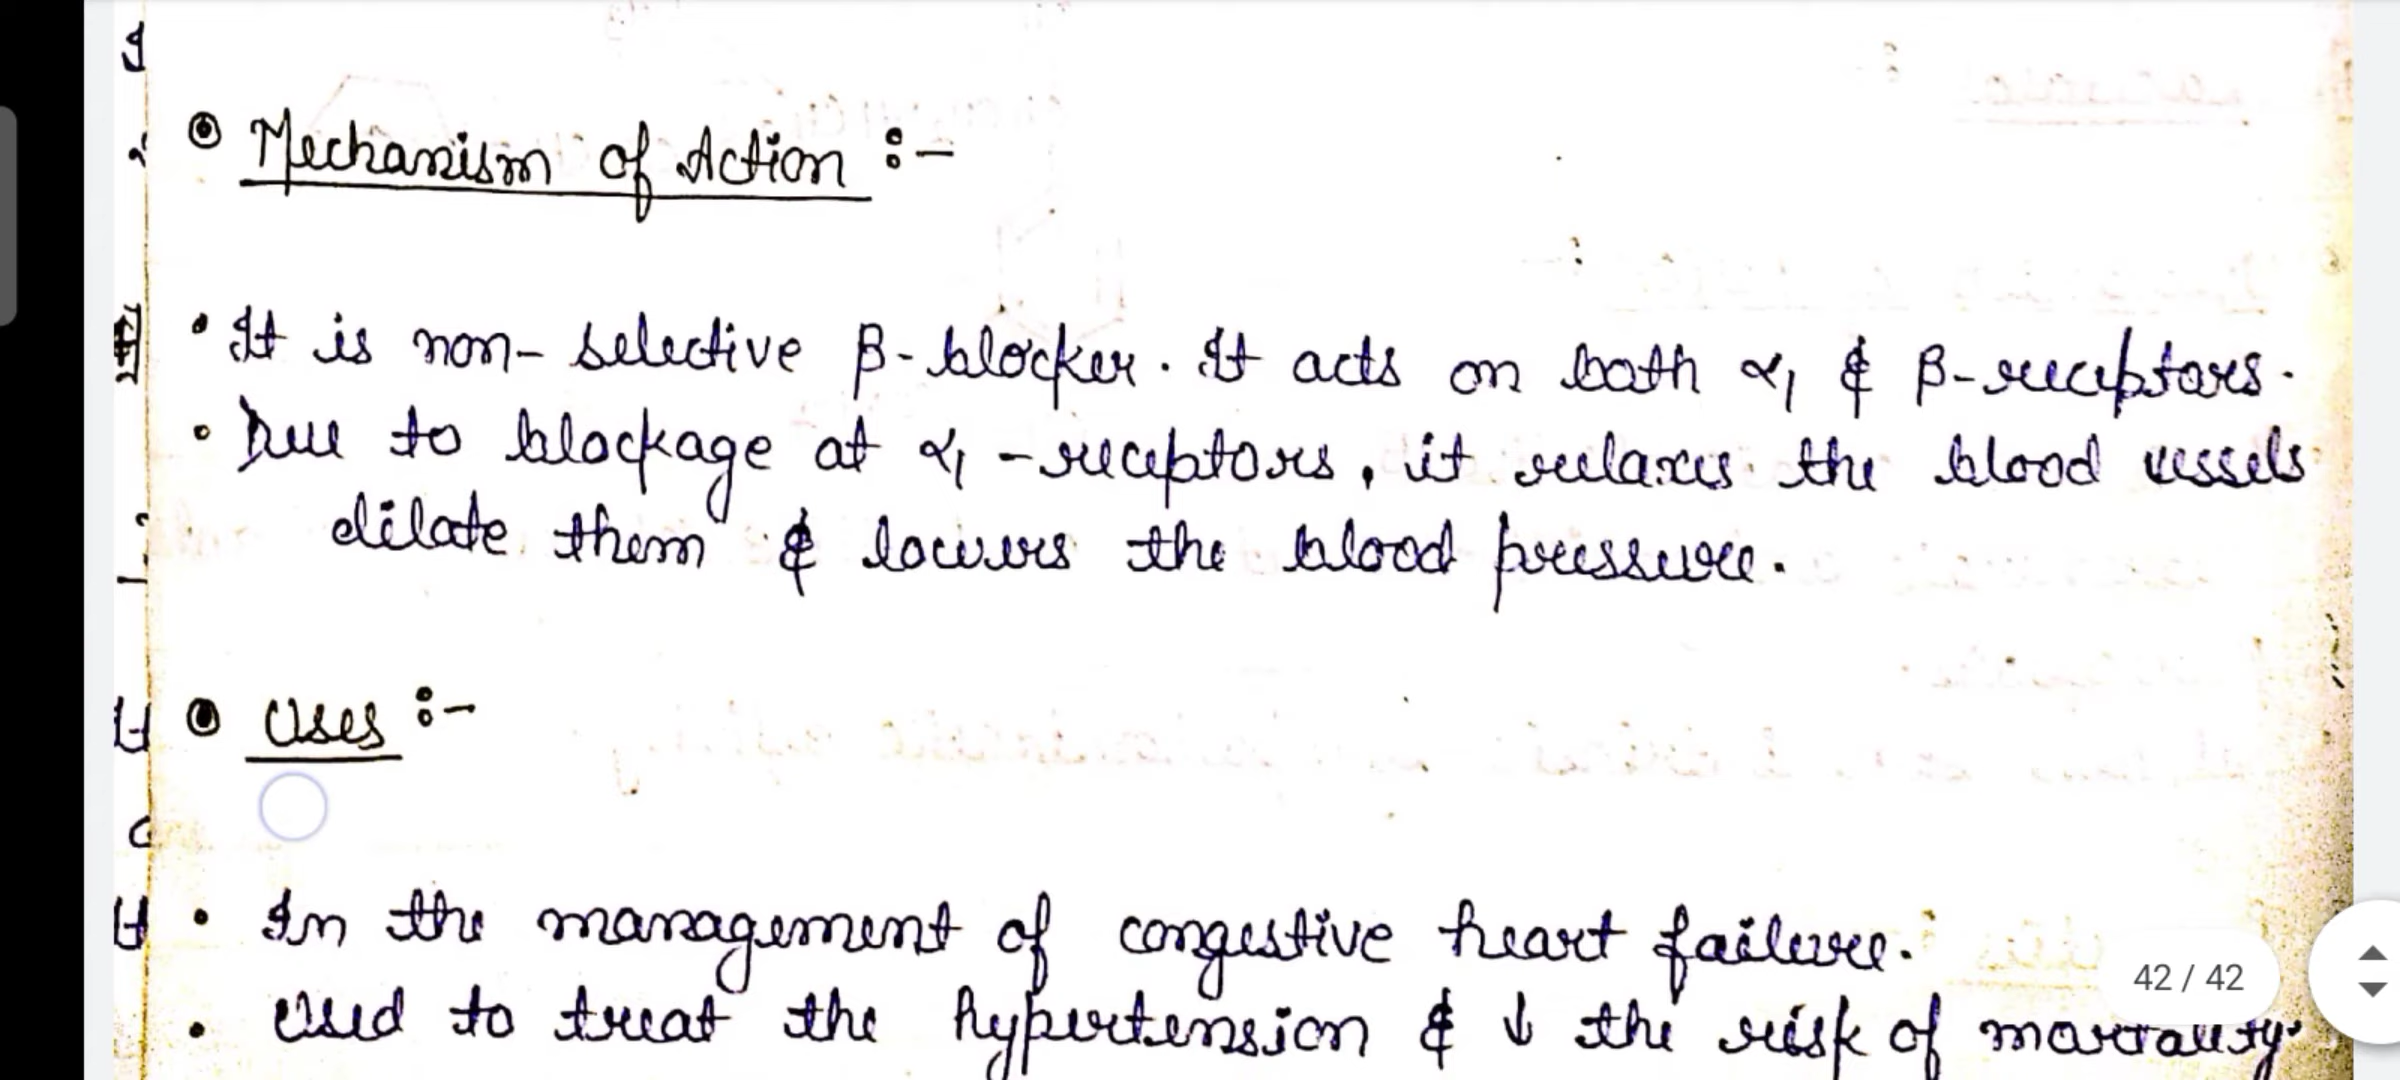 Mechanism of Action :-
• It is non-selective β-blocker. It acts on both α₁ & β-receptors.
• Due to blockage at α₁-receptors, it relaxes the blood vessels
dilate them & lowers the blood pressure.
Uses :-
• In the management of congestive heart failure.
• Used to treat the hypertension & ↓ the risk of mortality.
42 / 42